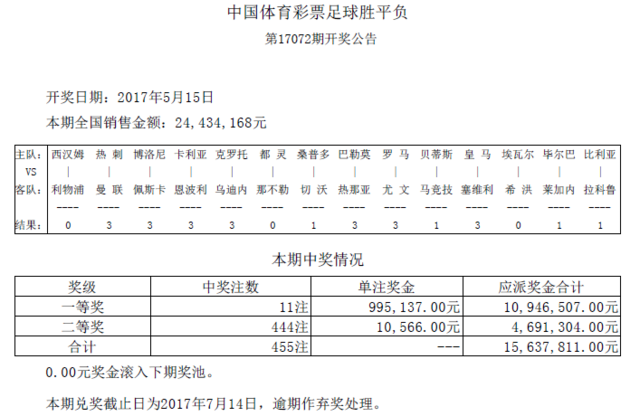 中国体育彩票足球胜平负
第17072期开奖公告
开奖日期：2017年5月15日
本期全国销售金额：24,434,168元
主队： 西汉姆 热 刺 博洛尼 卡利亚 克罗托 都 灵 桑普多 巴勒莫 罗 马 贝蒂斯 皇 马 埃瓦尔 毕尔巴 比利亚
VS | | | | | | | | | | | | | |
客队： 利物浦 曼 联 佩斯卡 恩波利 乌迪内 那不勒 切 沃 热那亚 尤 文 马竞技 塞维利 希 洪 莱加内 拉科鲁
---- ---- ---- ---- ---- ---- ---- ---- ---- ---- ---- ---- ---- ----
结果： 0 3 3 3 3 0 1 3 3 1 3 0 1 1
本期中奖情况
奖级 中奖注数 单注奖金 应派奖金合计
一等奖 11注 995,137.00元 10,946,507.00元
二等奖 444注 10,566.00元 4,691,304.00元
合计 455注 --- 15,637,811.00元
0.00元奖金滚入下期奖池。
本期兑奖截止日为2017年7月14日，逾期作弃奖处理。